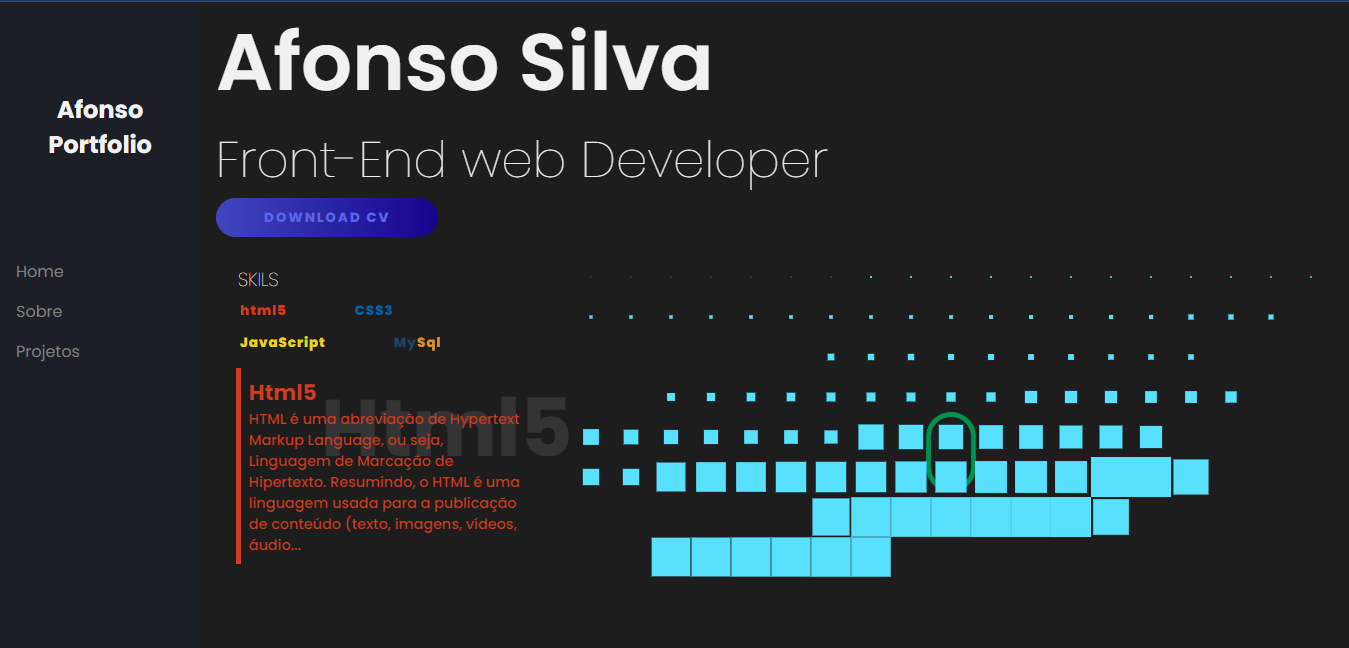 Afonso
Portfolio
Home
Sobre
Projetos
Afonso Silva
Front-End web Developer
DOWNLOAD CV
SKILS
html5 CSS3
JavaScript MySql
Html5
Html5
HTML é uma abreviação de Hypertext
Markup Language, ou seja,
Linguagem de Marcação de
Hipertexto. Resumindo, o HTML é uma
linguagem usada para a publicação
de conteúdo (texto, imagens, vídeos,
áudio...